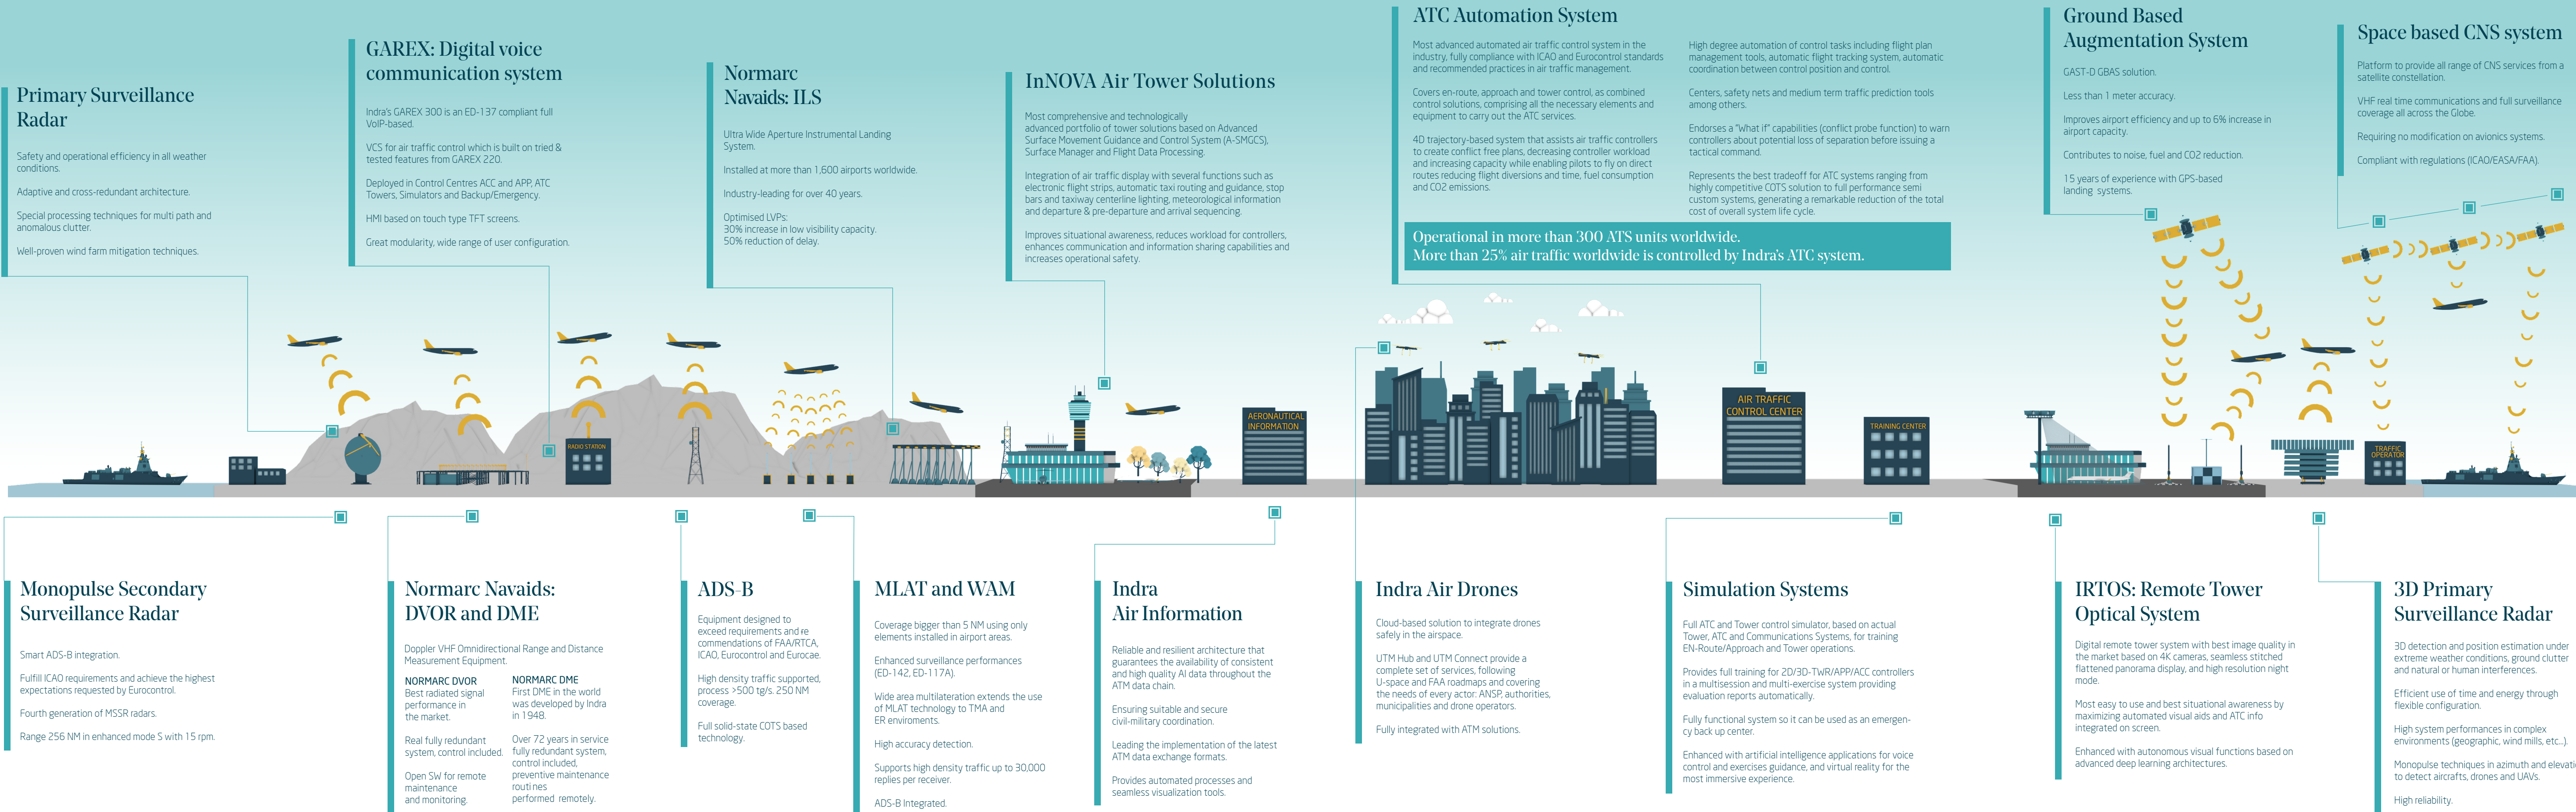 Primary Surveillance
Radar
Safety and operational efficiency in all weather
conditions.
Adaptive and cross-redundant architecture.
Special processing techniques for multi path and
anomalous clutter.
Well-proven wind farm mitigation techniques.
GAREX: Digital voice
communication system
Indra's GAREX 300 is an ED-137 compliant full
VoIP-based.
VCS for air traffic control which is built on tried &
tested features from GAREX 220.
Deployed in Control Centres ACC and APP, ATC
Towers, Simulators and Backup/Emergency.
HMI based on touch type TFT screens.
Great modularity, wide range of user configuration.
Normarc
Navaids: ILS
Ultra Wide Aperture Instrumental Landing
System.
Installed at more than 1,600 airports worldwide.
Industry-leading for over 40 years.
Optimised LVPs:
30% increase in low visibility capacity.
50% reduction of delay.
InNOVA Air Tower Solutions
Most comprehensive and technologically
advanced portfolio of tower solutions based on Advanced
Surface Movement Guidance and Control System (A-SMGCS),
Surface Manager and Flight Data Processing.
Integration of air traffic display with several functions such as
electronic flight strips, automatic taxi routing and guidance, stop
bars and taxiway centerline lighting, meteorological information
and departure & pre-departure and arrival sequencing.
Improves situational awareness, reduces workload for controllers,
enhances communication and information sharing capabilities and
increases operational safety.
ATC Automation System
Most advanced automated air traffic control system in the
industry, fully compliance with ICAO and Eurocontrol standards
and recommended practices in air traffic management.
Covers en-route, approach and tower control, as combined
control solutions, comprising all the necessary elements and
equipment to carry out the ATC services.
4D trajectory-based system that assists air traffic controllers
to create conflict free plans, decreasing controller workload
and increasing capacity while enabling pilots to fly on direct
routes reducing flight diversions and time, fuel consumption
and CO2 emissions.
High degree automation of control tasks including flight plan
management tools, automatic flight tracking system, automatic
coordination between control position and control.
Centers, safety nets and medium term traffic prediction tools
among others.
Endorses a "What if" capabilities (conflict probe function) to warn
controllers about potential loss of separation before issuing a
tactical command.
Represents the best tradeoff for ATC systems ranging from
highly competitive COTS solution to full performance semi
custom systems, generating a remarkable reduction of the total
cost of overall system life cycle.
Operational in more than 300 ATS units worldwide.
More than 25% air traffic worldwide is controlled by Indra's ATC system.
Ground Based
Augmentation System
GAST-D GBAS solution.
Less than 1 meter accuracy.
Improves airport efficiency and up to 6% increase in
airport capacity.
Contributes to noise, fuel and CO2 reduction.
15 years of experience with GPS-based
landing systems.
Space based CNS system
Platform to provide all range of CNS services from a
satellite constellation.
VHF real time communications and full surveillance
coverage all across the Globe.
Requiring no modification on avionics systems.
Compliant with regulations (ICAO/EASA/FAA).
RADIO STATION
AERONAUTICAL
INFORMATION
AIR TRAFFIC
CONTROL CENTER
TRAINING CENTER
TRAFFIC
OPERATOR
Monopulse Secondary
Surveillance Radar
Smart ADS-B integration.
Fulfill ICAO requirements and achieve the highest
expectations requested by Eurocontrol.
Fourth generation of MSSR radars.
Range 256 NM in enhanced mode S with 15 rpm.
Normarc Navaids:
DVOR and DME
Doppler VHF Omnidirectional Range and Distance
Measurement Equipment.
NORMARC DVOR
Best radiated signal
performance in
the market.
Real fully redundant
system, control included.
Open SW for remote
maintenance
and monitoring.
NORMARC DME
First DME in the world
was developed by Indra
in 1948.
Over 72 years in service
fully redundant system,
control included,
preventive maintenance
routi nes
performed remotely.
ADS-B
Equipment designed to
exceed requirements and re
commendations of FAA/RTCA,
ICAO, Eurocontrol and Eurocae.
High density traffic supported,
process >500 tg/s. 250 NM
coverage.
Full solid-state COTS based
technology.
MLAT and WAM
Coverage bigger than 5 NM using only
elements installed in airport areas.
Enhanced surveillance performances
(ED-142, ED-117A).
Wide area multilateration extends the use
of MLAT technology to TMA and
ER enviroments.
High accuracy detection.
Supports high density traffic up to 30,000
replies per receiver.
ADS-B Integrated.
Indra
Air Information
Reliable and resilient architecture that
guarantees the availability of consistent
and high quality AI data throughout the
ATM data chain.
Ensuring suitable and secure
civil-military coordination.
Leading the implementation of the latest
ATM data exchange formats.
Provides automated processes and
seamless visualization tools.
Indra Air Drones
Cloud-based solution to integrate drones
safely in the airspace.
UTM Hub and UTM Connect provide a
complete set of services, following
U-space and FAA roadmaps and covering
the needs of every actor: ANSP, authorities,
municipalities and drone operators.
Fully integrated with ATM solutions.
Simulation Systems
Full ATC and Tower control simulator, based on actual
Tower, ATC and Communications Systems, for training
EN-Route/Approach and Tower operations.
Provides full training for 2D/3D-TWR/APP/ACC controllers
in a multisession and multi-exercise system providing
evaluation reports automatically.
Fully functional system so it can be used as an emergen-
cy back up center.
Enhanced with artificial intelligence applications for voice
control and exercises guidance, and virtual reality for the
most immersive experience.
IRTOS: Remote Tower
Optical System
Digital remote tower system with best image quality in
the market based on 4K cameras, seamless stitched
flattened panorama display, and high resolution night
mode.
Most easy to use and best situational awareness by
maximizing automated visual aids and ATC info
integrated on screen.
Enhanced with autonomous visual functions based on
advanced deep learning architectures.
3D Primary
Surveillance Radar
3D detection and position estimation under
extreme weather conditions, ground clutter
and natural or human interferences.
Efficient use of time and energy through
flexible configuration.
High system performances in complex
environments (geographic, wind mills, etc...).
Monopulse techniques in azimuth and elevati
to detect aircrafts, drones and UAVs.
High reliability.